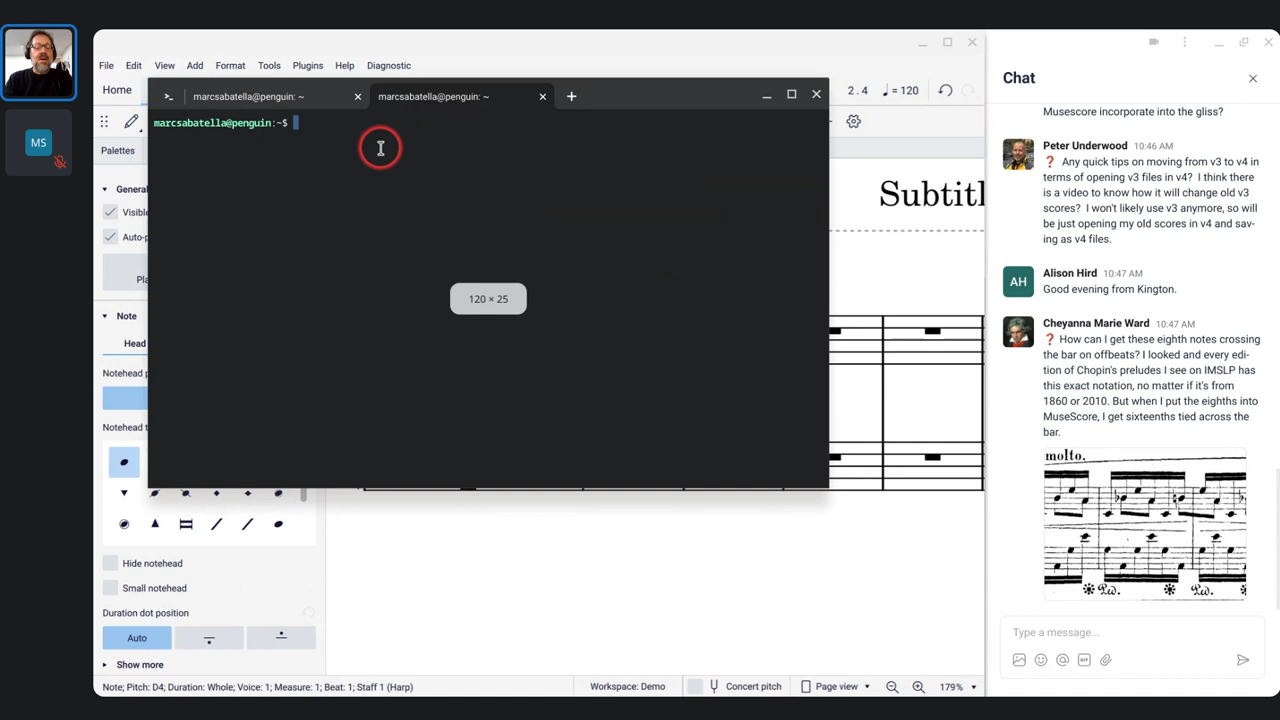 MS
File Edit View Add Format Tools Plugins Help Diagnostic
Home
2. 4 = 120
marcsabatella@penguin: ~
marcsabatella@penguin: ~
marcsabatella@penguin:~$
120 × 25
Palettes
General
Visible
Auto-p
Pla
Note
Head
Notehead p
Notehead t
Hide notehead
Small notehead
Duration dot position
Auto
Show more
Subtitl
Note; Pitch: D4; Duration: Whole; Voice: 1; Measure: 1; Beat: 1; Staff 1 (Harp)
Workspace: Demo
Concert pitch
Page view
179%
Chat
Musescore incorporate into the gliss?
Peter Underwood 10:46 AM
❓ Any quick tips on moving from v3 to v4 in
terms of opening v3 files in v4? I think there
is a video to know how it will change old v3
scores? I won't likely use v3 anymore, so will
be just opening my old scores in v4 and sav-
ing as v4 files.
AH
Alison Hird 10:47 AM
Good evening from Kington.
Cheyanna Marie Ward 10:47 AM
❓ How can I get these eighth notes crossing
the bar on offbeats? I looked and every edi-
tion of Chopin's preludes I see on IMSLP has
this exact notation, no matter if it's from
1860 or 2010. But when I put the eighths into
MuseScore, I get sixteenths tied across the
bar.
molto.
Type a message...
GIF